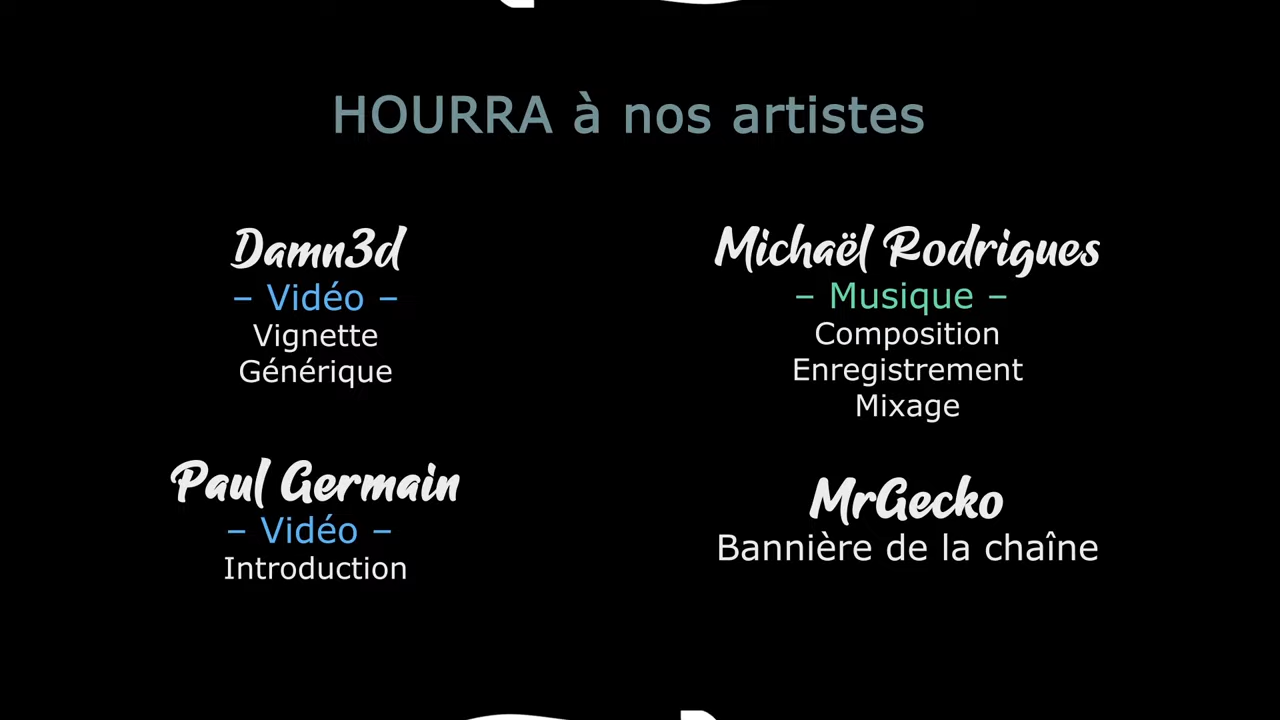 HOURRA à nos artistes
Damn3d
– Vidéo –
Vignette
Générique
Michaël Rodrigues
– Musique –
Composition
Enregistrement
Mixage
Paul Germain
– Vidéo –
Introduction
MrGecko
Bannière de la chaîne